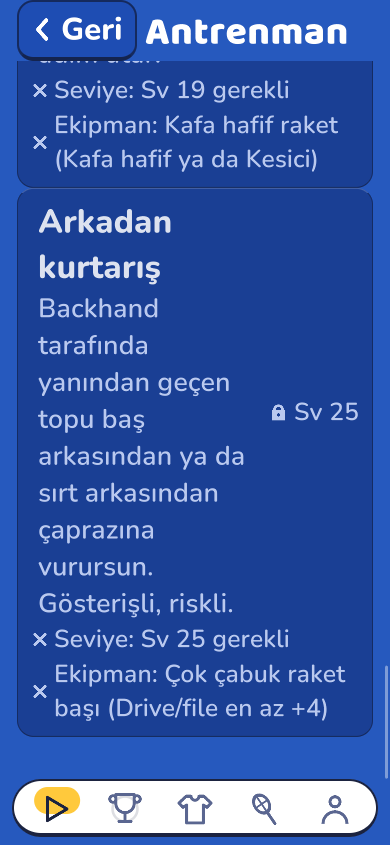 Geri
Antrenman
Seviye: Sv 19 gerekli
Ekipman: Kafa hafif raket
(Kafa hafif ya da Kesici)
Arkadan
kurtarış
Backhand
tarafında
yanından geçen
topu baş
arkasından ya da
sırt arkasından
çaprazına
vurursun.
Gösterişli, riskli.
Sv 25
Seviye: Sv 25 gerekli
Ekipman: Çok çabuk raket
başı (Drive/file en az +4)